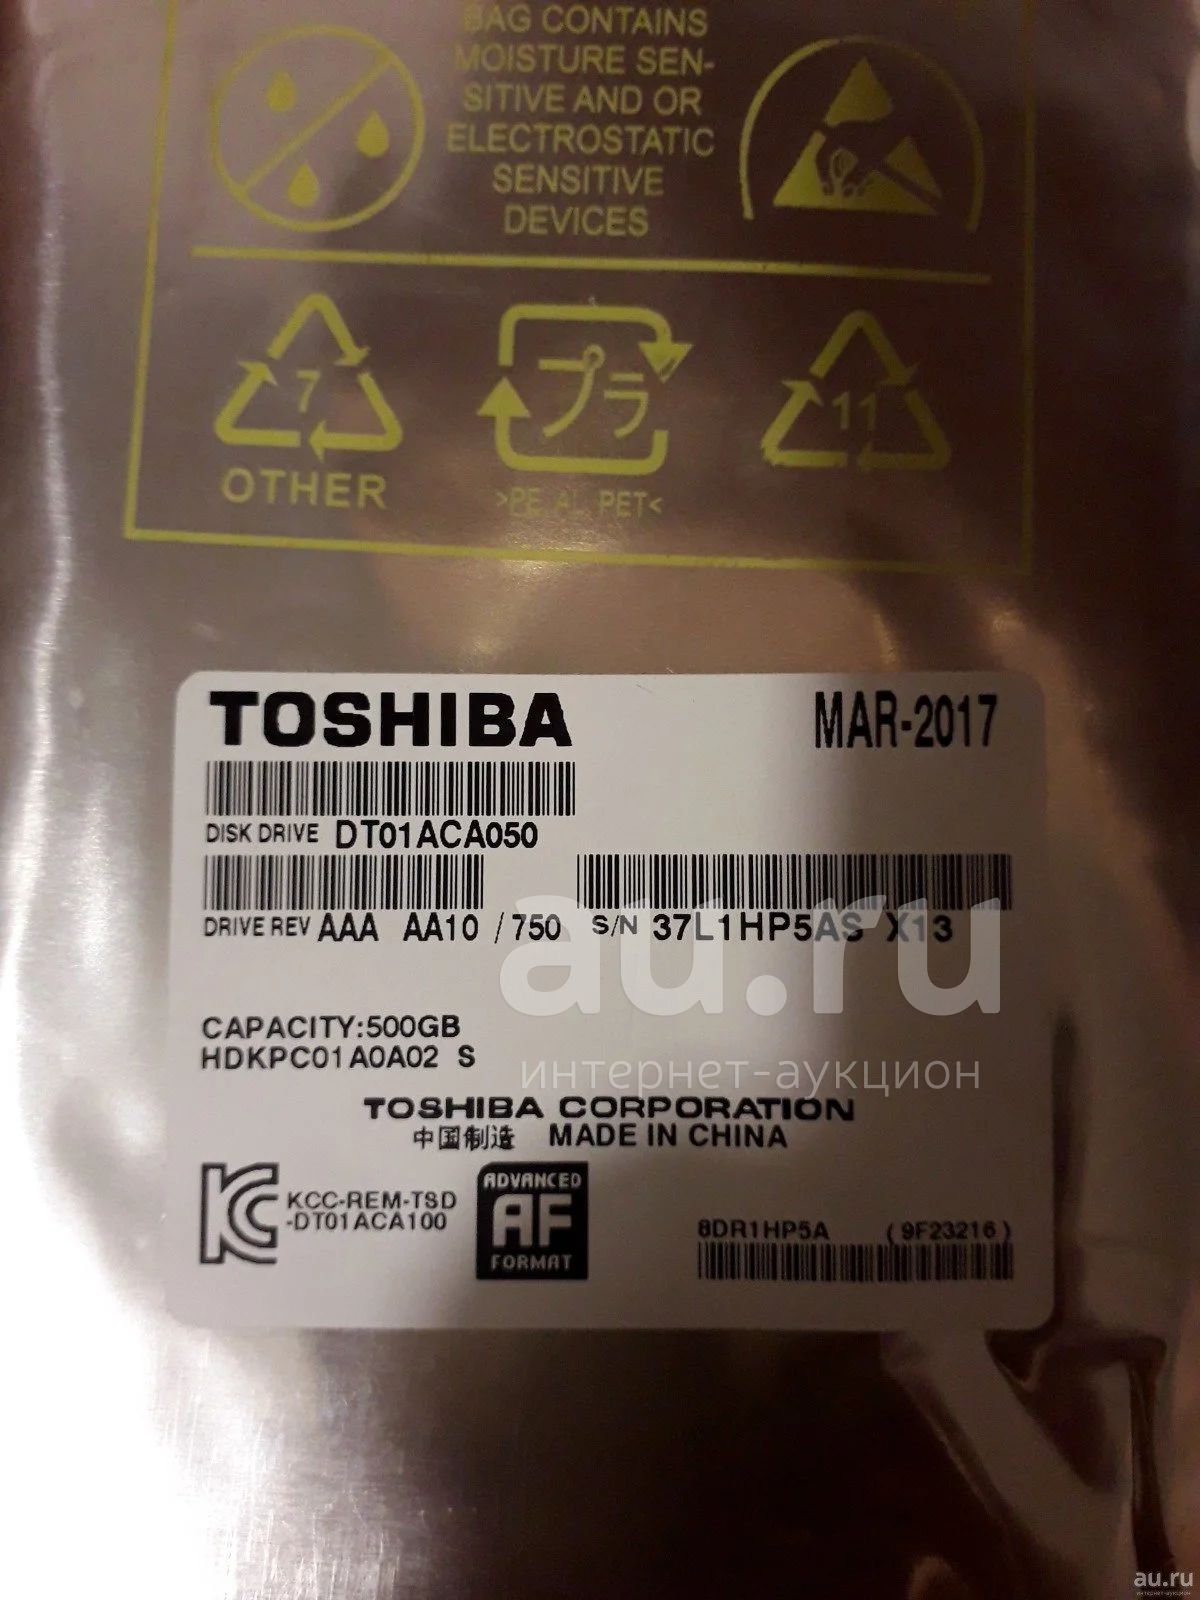 BAG CONTAINS
MOISTURE SEN-
SITIVE AND OR
ELECTROSTATIC
SENSITIVE
DEVICES
7
OTHER
プラ
>PE AL PET<
11
TOSHIBA
MAR-2017
DISK DRIVE DT01ACA050
DRIVE REV AAA AA10 / 750 S/N 37L1HP5AS X13
au.ru
интернет-аукцион
CAPACITY:500GB
HDKPC01A0A02 S
TOSHIBA CORPORATION
中国制造 MADE IN CHINA
KCC-REM-TSD
-DT01ACA100
ADVANCED
AF
FORMAT
8DR1HP5A (9F23216)
au.ru
интернет-аукцион